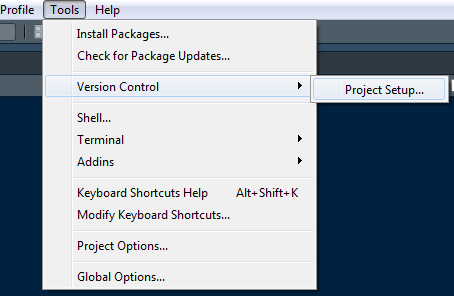 Profile Tools Help
Install Packages...
Check for Package Updates...
Version Control
Project Setup...
Shell...
Terminal
Addins
Keyboard Shortcuts Help Alt+Shift+K
Modify Keyboard Shortcuts...
Project Options...
Global Options...